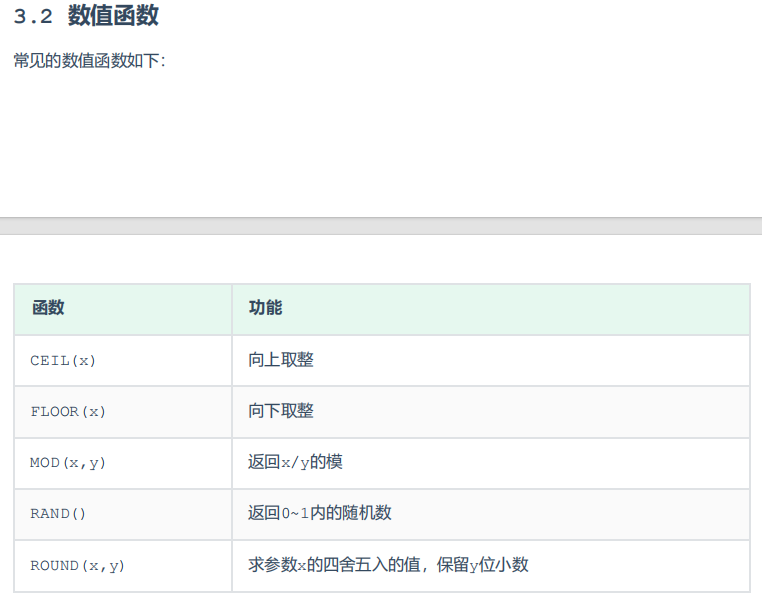 3.2 数值函数
常见的数值函数如下：
函数 功能
CEIL(x) 向上取整
FLOOR(x) 向下取整
MOD(x,y) 返回x/y的模
RAND() 返回0~1内的随机数
ROUND(x,y) 求参数x的四舍五入的值，保留y位小数